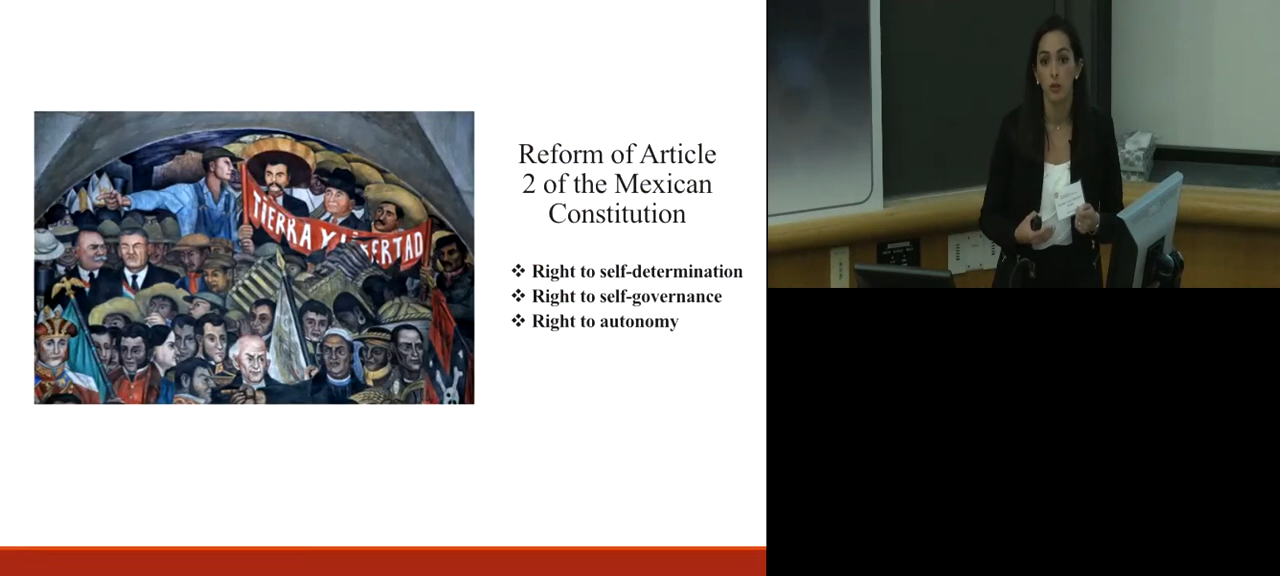 TIERRA Y LIBERTAD
Reform of Article
2 of the Mexican
Constitution
❖ Right to self-determination
❖ Right to self-governance
❖ Right to autonomy